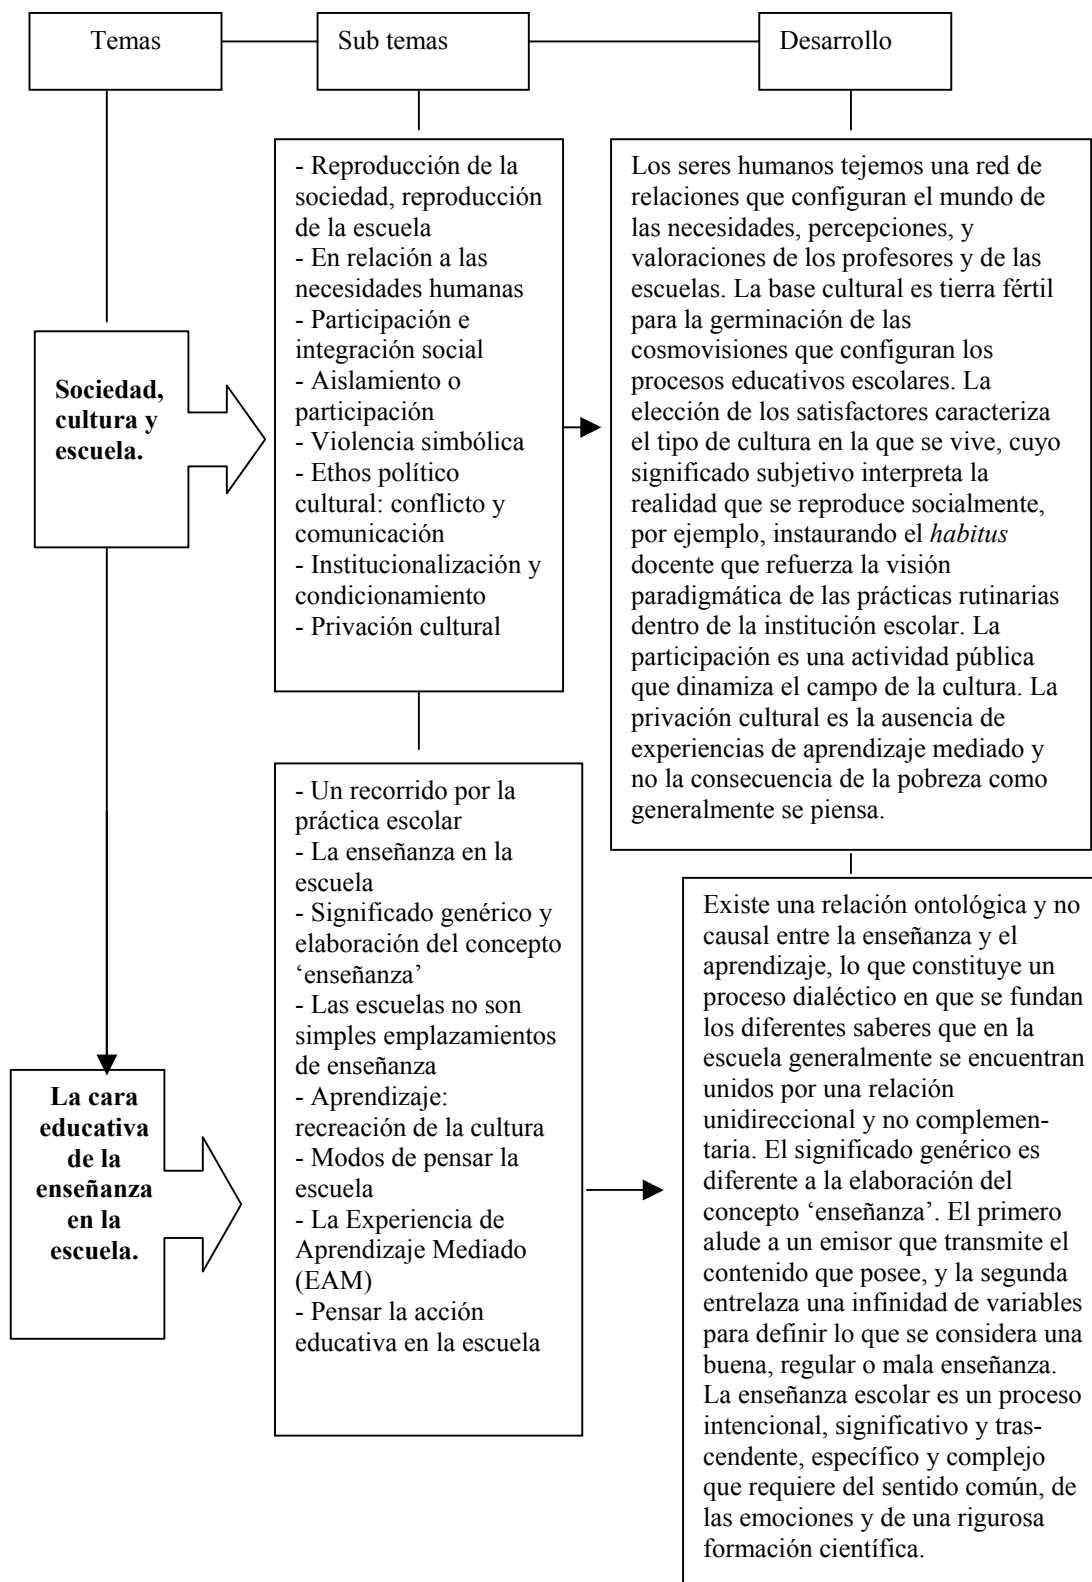 Temas
Sub temas
Desarrollo
Sociedad,
cultura y
escuela.
- Reproducción de la
sociedad, reproducción
de la escuela
- En relación a las
necesidades humanas
- Participación e
integración social
- Aislamiento o
participación
- Violencia simbólica
- Ethos político
cultural: conflicto y
comunicación
- Institucionalización y
condicionamiento
- Privación cultural
Los seres humanos tejemos una red de
relaciones que configuran el mundo de
las necesidades, percepciones, y
valoraciones de los profesores y de las
escuelas. La base cultural es tierra fértil
para la germinación de las
cosmovisiones que configuran los
procesos educativos escolares. La
elección de los satisfactores caracteriza
el tipo de cultura en la que se vive, cuyo
significado subjetivo interpreta la
realidad que se reproduce socialmente,
por ejemplo, instaurando el habitus
docente que refuerza la visión
paradigmática de las prácticas rutinarias
dentro de la institución escolar. La
participación es una actividad pública
que dinamiza el campo de la cultura. La
privación cultural es la ausencia de
experiencias de aprendizaje mediado y
no la consecuencia de la pobreza como
generalmente se piensa.
La cara
educativa
de la
enseñanza
en la
escuela.
- Un recorrido por la
práctica escolar
- La enseñanza en la
escuela
- Significado genérico y
elaboración del concepto
‘enseñanza’
- Las escuelas no son
simples emplazamientos
de enseñanza
- Aprendizaje:
recreación de la cultura
- Modos de pensar la
escuela
- La Experiencia de
Aprendizaje Mediado
(EAM)
- Pensar la acción
educativa en la escuela
Existe una relación ontológica y no
causal entre la enseñanza y el
aprendizaje, lo que constituye un
proceso dialéctico en que se fundan
los diferentes saberes que en la
escuela generalmente se encuentran
unidos por una relación
unidireccional y no complemen-
taria. El significado genérico es
diferente a la elaboración del
concepto ‘enseñanza’. El primero
alude a un emisor que transmite el
contenido que posee, y la segunda
entrelaza una infinidad de variables
para definir lo que se considera una
buena, regular o mala enseñanza.
La enseñanza escolar es un proceso
intencional, significativo y tras-
cendente, específico y complejo
que requiere del sentido común, de
las emociones y de una rigurosa
formación científica.